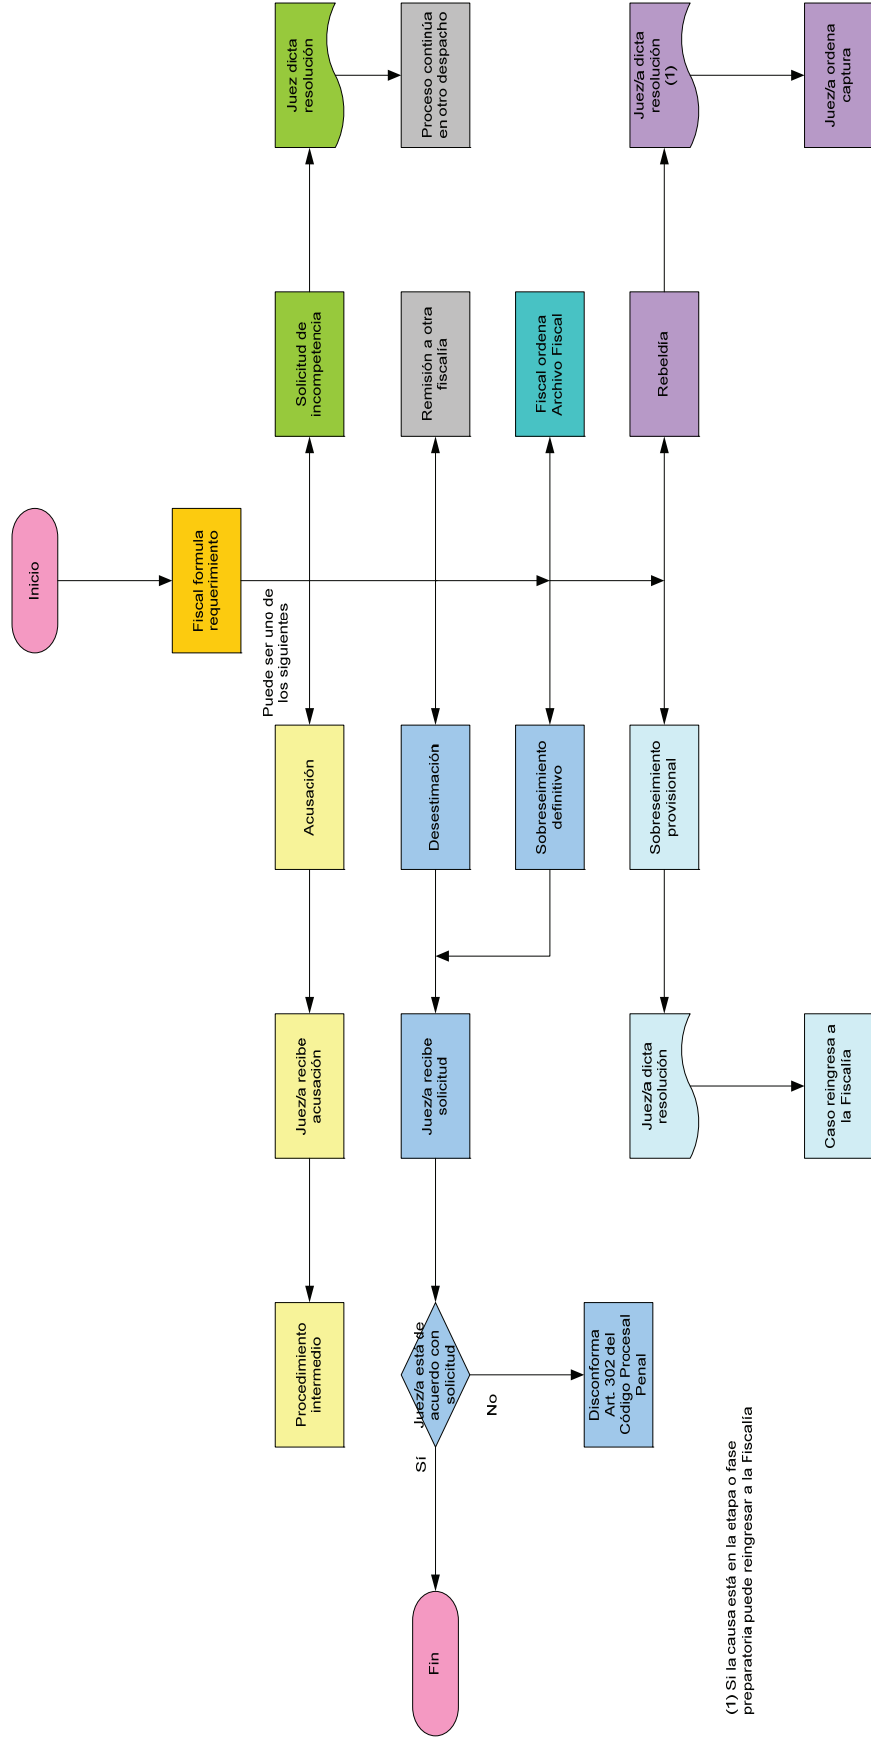 Inicio
Fiscal formula
requerimiento
Puede ser uno de
los siguientes
Acusación
Juez/a recibe
acusación
Procedimiento
intermedio
Solicitud de
incompetencia
Juez dicta
resolución
Proceso continúa
en otro despacho
Desestimación
Remisión a otra
fiscalía
Juez/a recibe
solicitud
Juez/a está de
acuerdo con
solicitud
Sí
Fin
No
Disconforma
Art. 302 del
Código Procesal
Penal
Sobreseimiento
definitivo
Fiscal ordena
Archivo Fiscal
Sobreseimiento
provisional
Juez/a dicta
resolución
Caso reingresa a
la Fiscalía
Rebeldía
Juez/a dicta
resolución
(1)
Juez/a ordena
captura
(1) Si la causa está en la etapa o fase
preparatoria puede reingresar a la Fiscalía